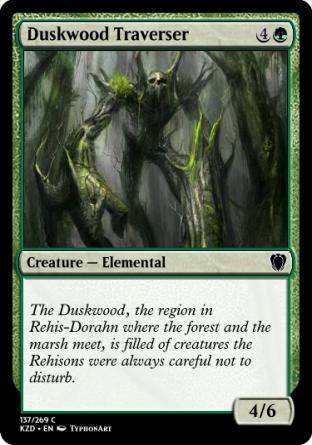 Duskwood Traverser 4
Creature — Elemental
The Duskwood, the region in
Rehis-Dorahn where the forest and the
marsh meet, is filled of creatures the
Rehisons were always careful not to
disturb.
4/6
137/269 C
KZD • EN TyphonArt